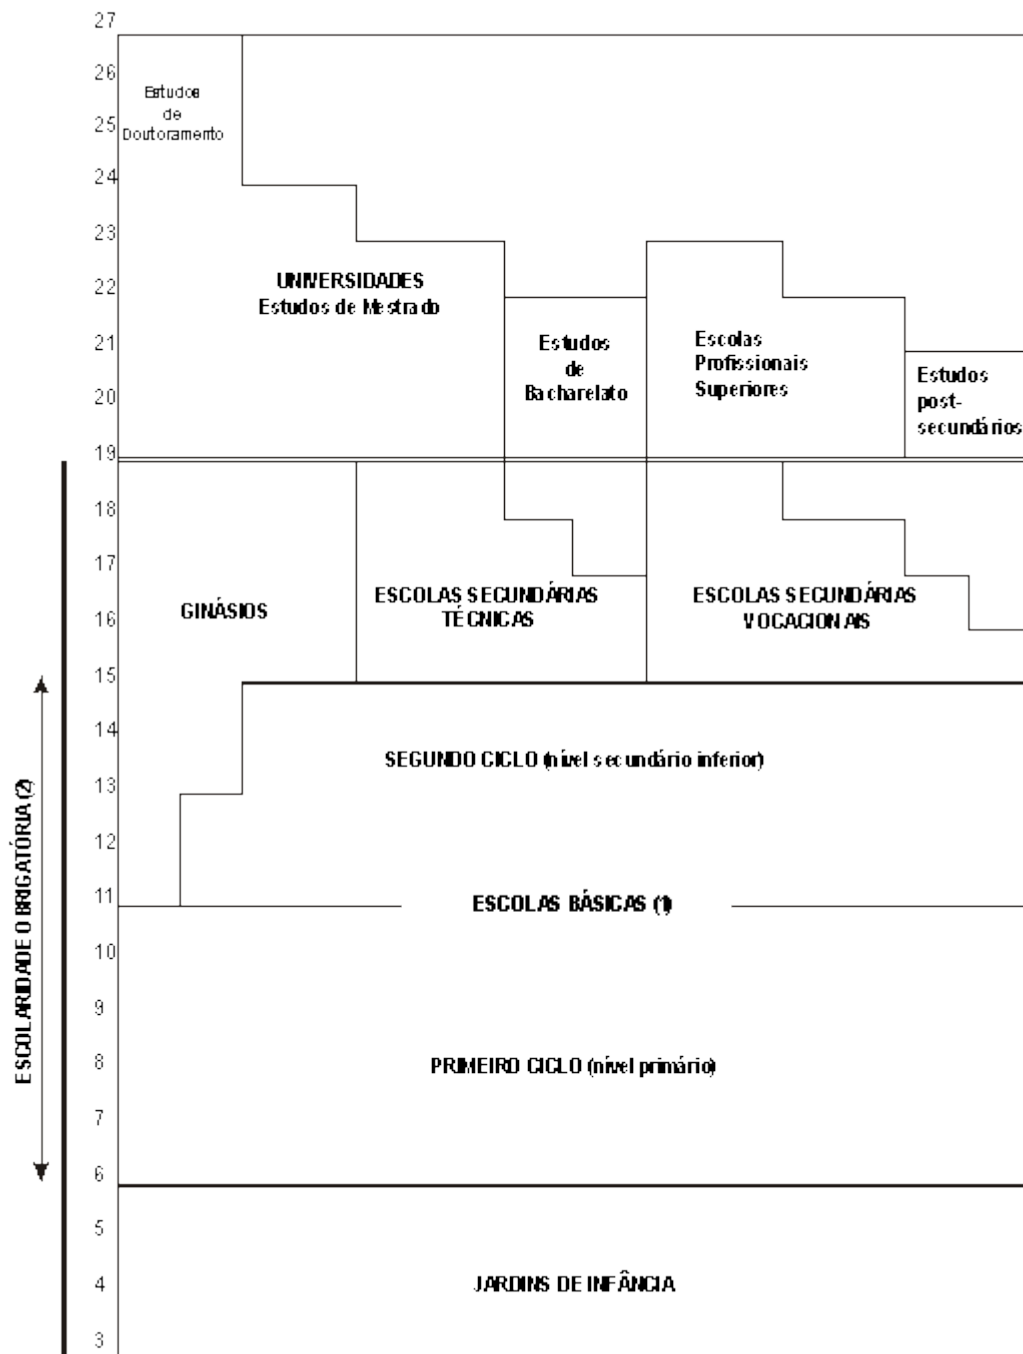 27
26
Estudos
de
25
Doutoramento
24
23
UNIVERSIDADES
22
Estudos de Mestrado
21
Estudos
de
Bacharelato
Escolas
Profissionais
Superiores
Estudos
post-
secundários
20
19
18
17
GINÁSIOS
ESCOLAS SECUNDÁRIAS
TÉCNICAS
ESCOLAS SECUNDÁRIAS
VOCACIONAIS
16
15
14
SEGUNDO CICLO (nível secundário inferior)
13
12
11
ESCOLAS BÁSICAS (1)
10
9
8
PRIMEIRO CICLO (nível primário)
7
6
5
4
JARDINS DE INFÂNCIA
3
ESCOLARIDADE OBRIGATÓRIA (2)